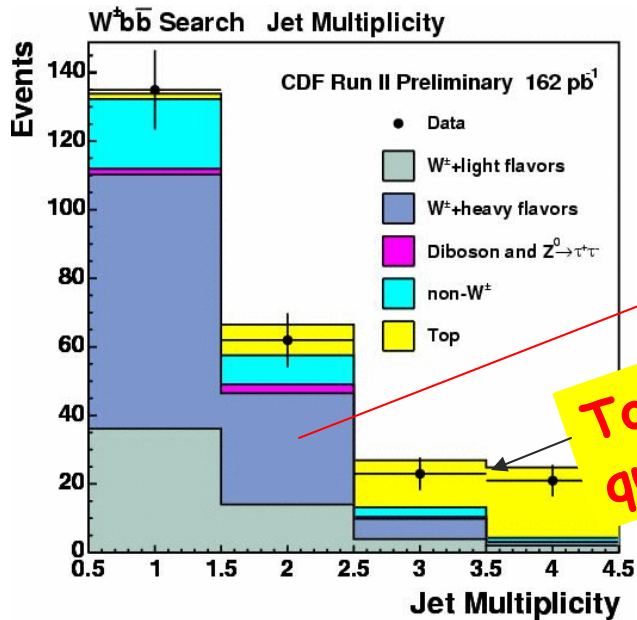 W±bb̄ Search Jet Multiplicity
CDF Run II Preliminary 162 pb⁻¹
Data
W±+light flavors
W±+heavy flavors
Diboson and Z⁰→τ⁺τ⁻
non-W±
Top
Events
140
120
100
80
60
40
20
0
0.5 1 1.5 2 2.5 3 3.5 4 4.5
Jet Multiplicity